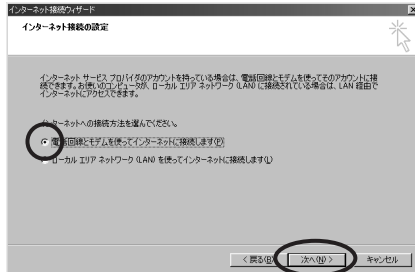 インターネット接続ウィザード
インターネット接続の設定
インターネット サービス プロバイダのアカウントを持っている場合は、電話回線とモデムを使ってそのアカウントに接
続できます。お使いのコンピュータが、ローカル エリア ネットワーク (LAN) に接続されている場合は、LAN 経由で
インターネットにアクセスできます。
インターネットへの接続方法を選んでください。
電話回線とモデムを使ってインターネットに接続します(P)
ローカル エリア ネットワーク (LAN) を使ってインターネットに接続します(L)
< 戻る(B) 次へ(N) > キャンセル